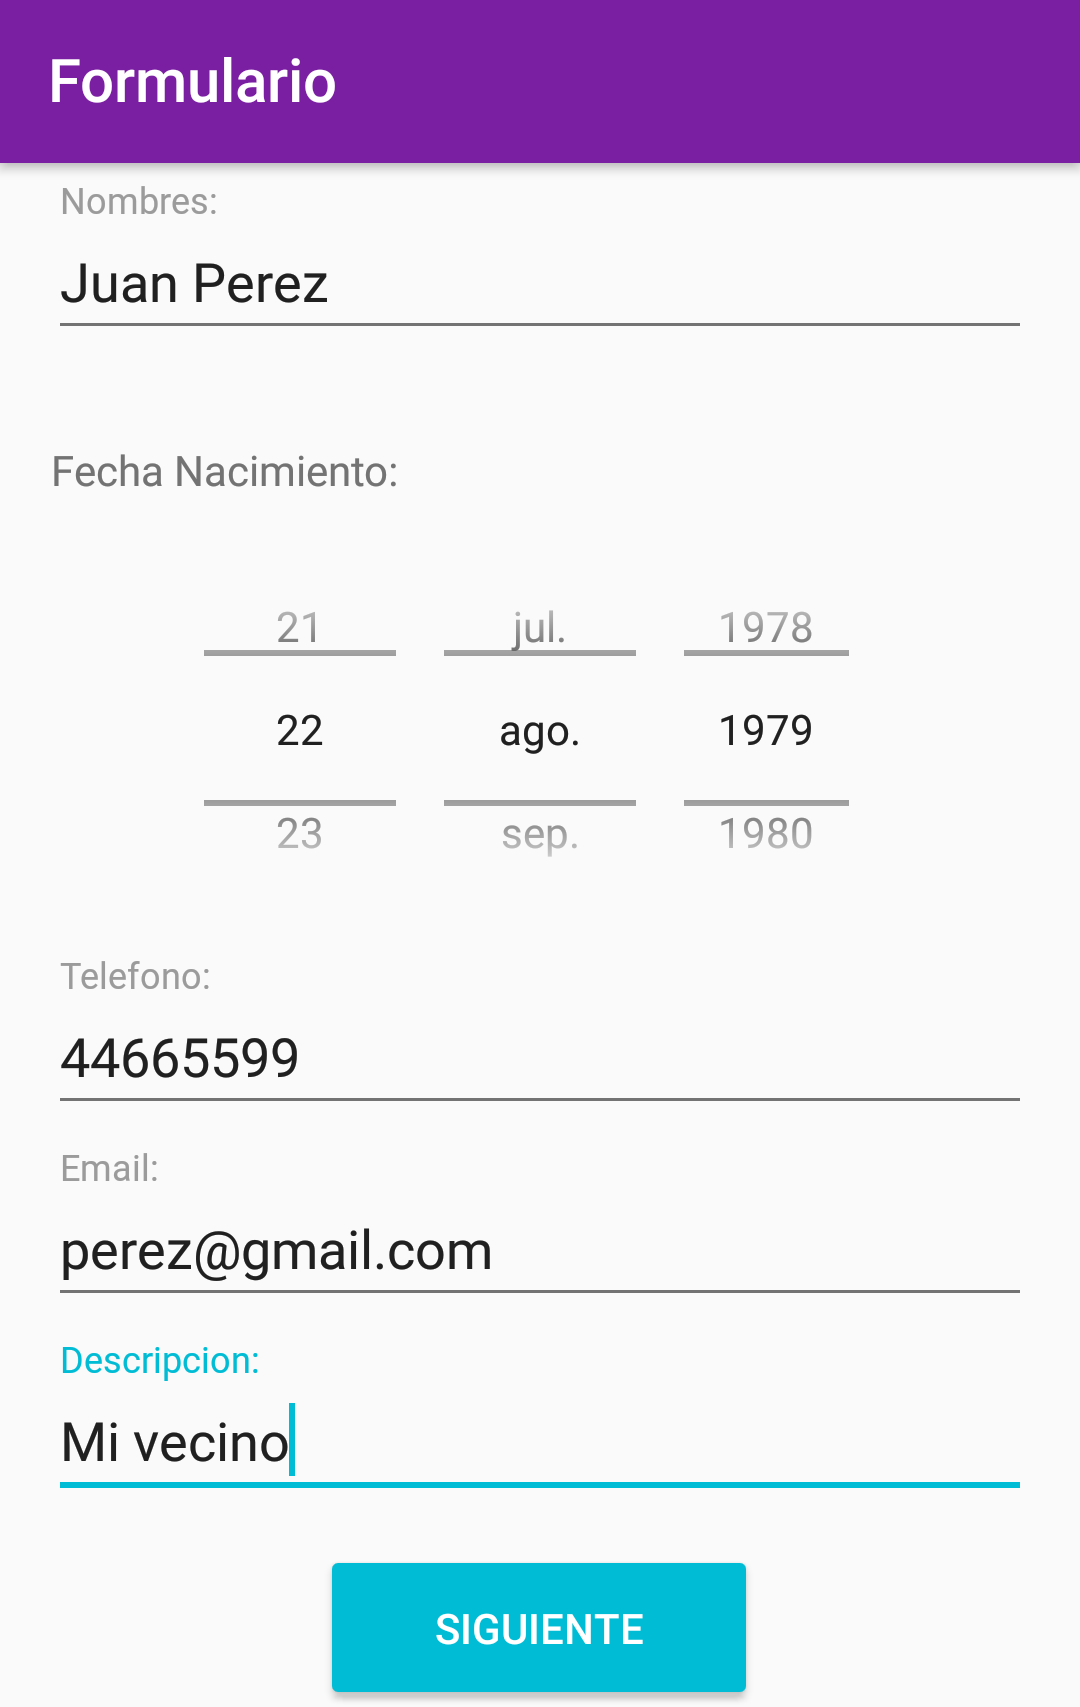 Formulario
Nombres:
Juan Perez
Fecha Nacimiento:
21 jul. 1978
22 ago. 1979
23 sep. 1980
Telefono:
44665599
Email:
perez@gmail.com
Descripcion:
Mi vecino
SIGUIENTE